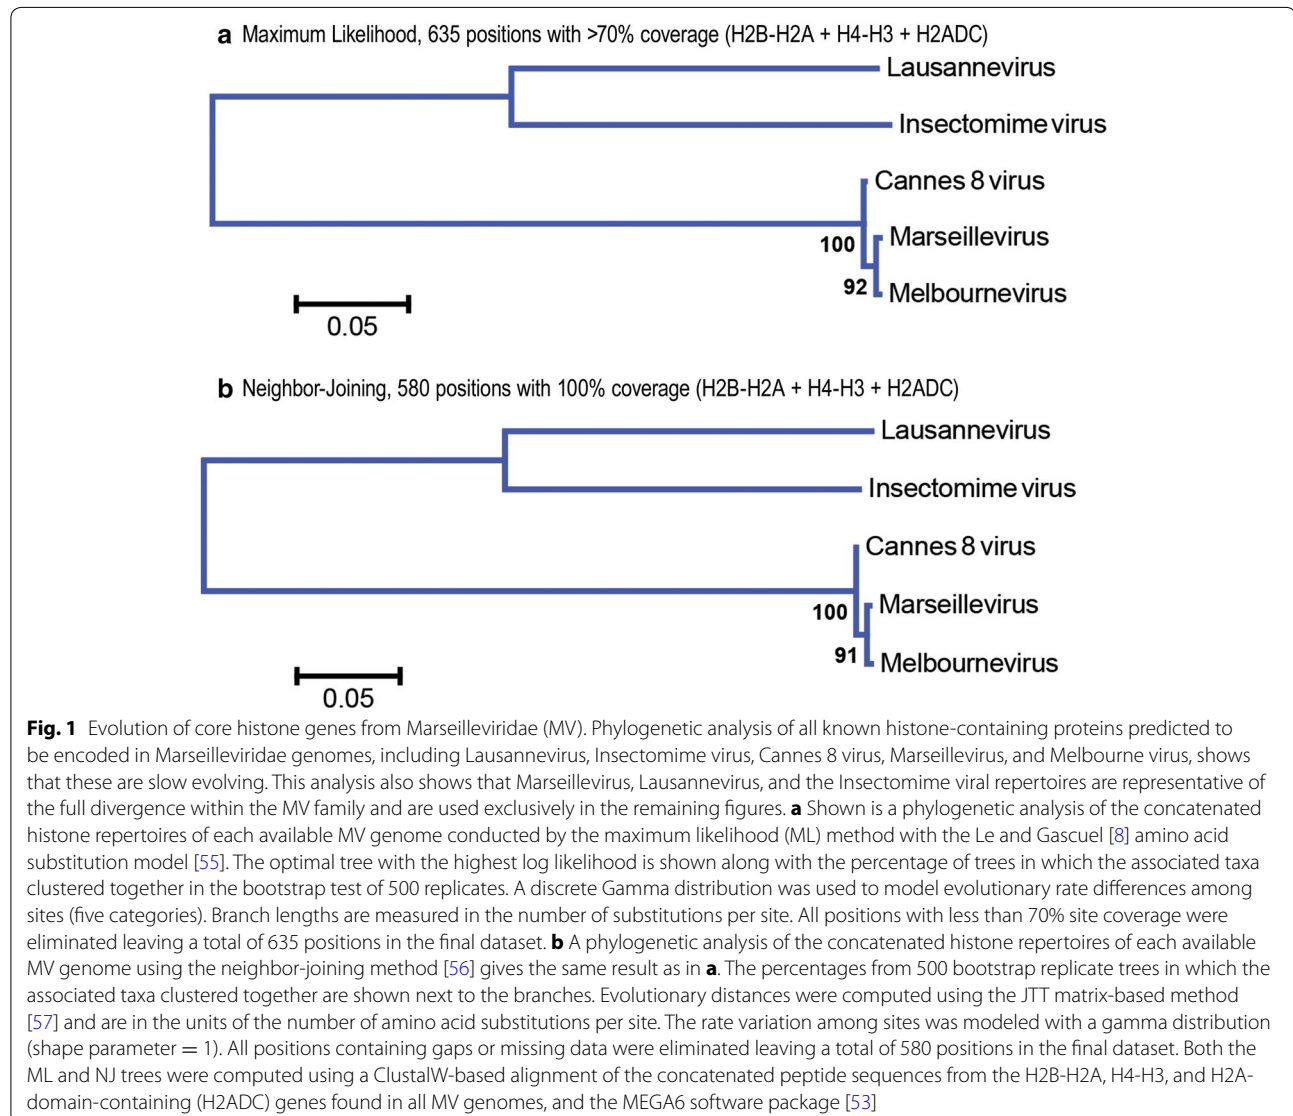 a Maximum Likelihood, 635 positions with >70% coverage (H2B-H2A + H4-H3 + H2ADC)
Lausannevirus
Insectomime virus
Cannes 8 virus
Marseillevirus
100
92
Melbournevirus
0.05
b Neighbor-Joining, 580 positions with 100% coverage (H2B-H2A + H4-H3 + H2ADC)
Lausannevirus
Insectomime virus
Cannes 8 virus
Marseillevirus
100
91
Melbournevirus
0.05
Fig. 1 Evolution of core histone genes from Marseilleviridae (MV). Phylogenetic analysis of all known histone-containing proteins predicted to
be encoded in Marseilleviridae genomes, including Lausannevirus, Insectomime virus, Cannes 8 virus, Marseillevirus, and Melbourne virus, shows
that these are slow evolving. This analysis also shows that Marseillevirus, Lausannevirus, and the Insectomime viral repertoires are representative of
the full divergence within the MV family and are used exclusively in the remaining figures. a Shown is a phylogenetic analysis of the concatenated
histone repertoires of each available MV genome conducted by the maximum likelihood (ML) method with the Le and Gascuel [8] amino acid
substitution model [55]. The optimal tree with the highest log likelihood is shown along with the percentage of trees in which the associated taxa
clustered together in the bootstrap test of 500 replicates. A discrete Gamma distribution was used to model evolutionary rate differences among
sites (five categories). Branch lengths are measured in the number of substitutions per site. All positions with less than 70% site coverage were
eliminated leaving a total of 635 positions in the final dataset. b A phylogenetic analysis of the concatenated histone repertoires of each available
MV genome using the neighbor-joining method [56] gives the same result as in a. The percentages from 500 bootstrap replicate trees in which the
associated taxa clustered together are shown next to the branches. Evolutionary distances were computed using the JTT matrix-based method
[57] and are in the units of the number of amino acid substitutions per site. The rate variation among sites was modeled with a gamma distribution
(shape parameter = 1). All positions containing gaps or missing data were eliminated leaving a total of 580 positions in the final dataset. Both the
ML and NJ trees were computed using a ClustalW-based alignment of the concatenated peptide sequences from the H2B-H2A, H4-H3, and H2A-
domain-containing (H2ADC) genes found in all MV genomes, and the MEGA6 software package [53]